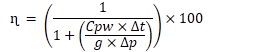 η = (1 / (1 + (Cpw × Δt / g × Δp))) × 100